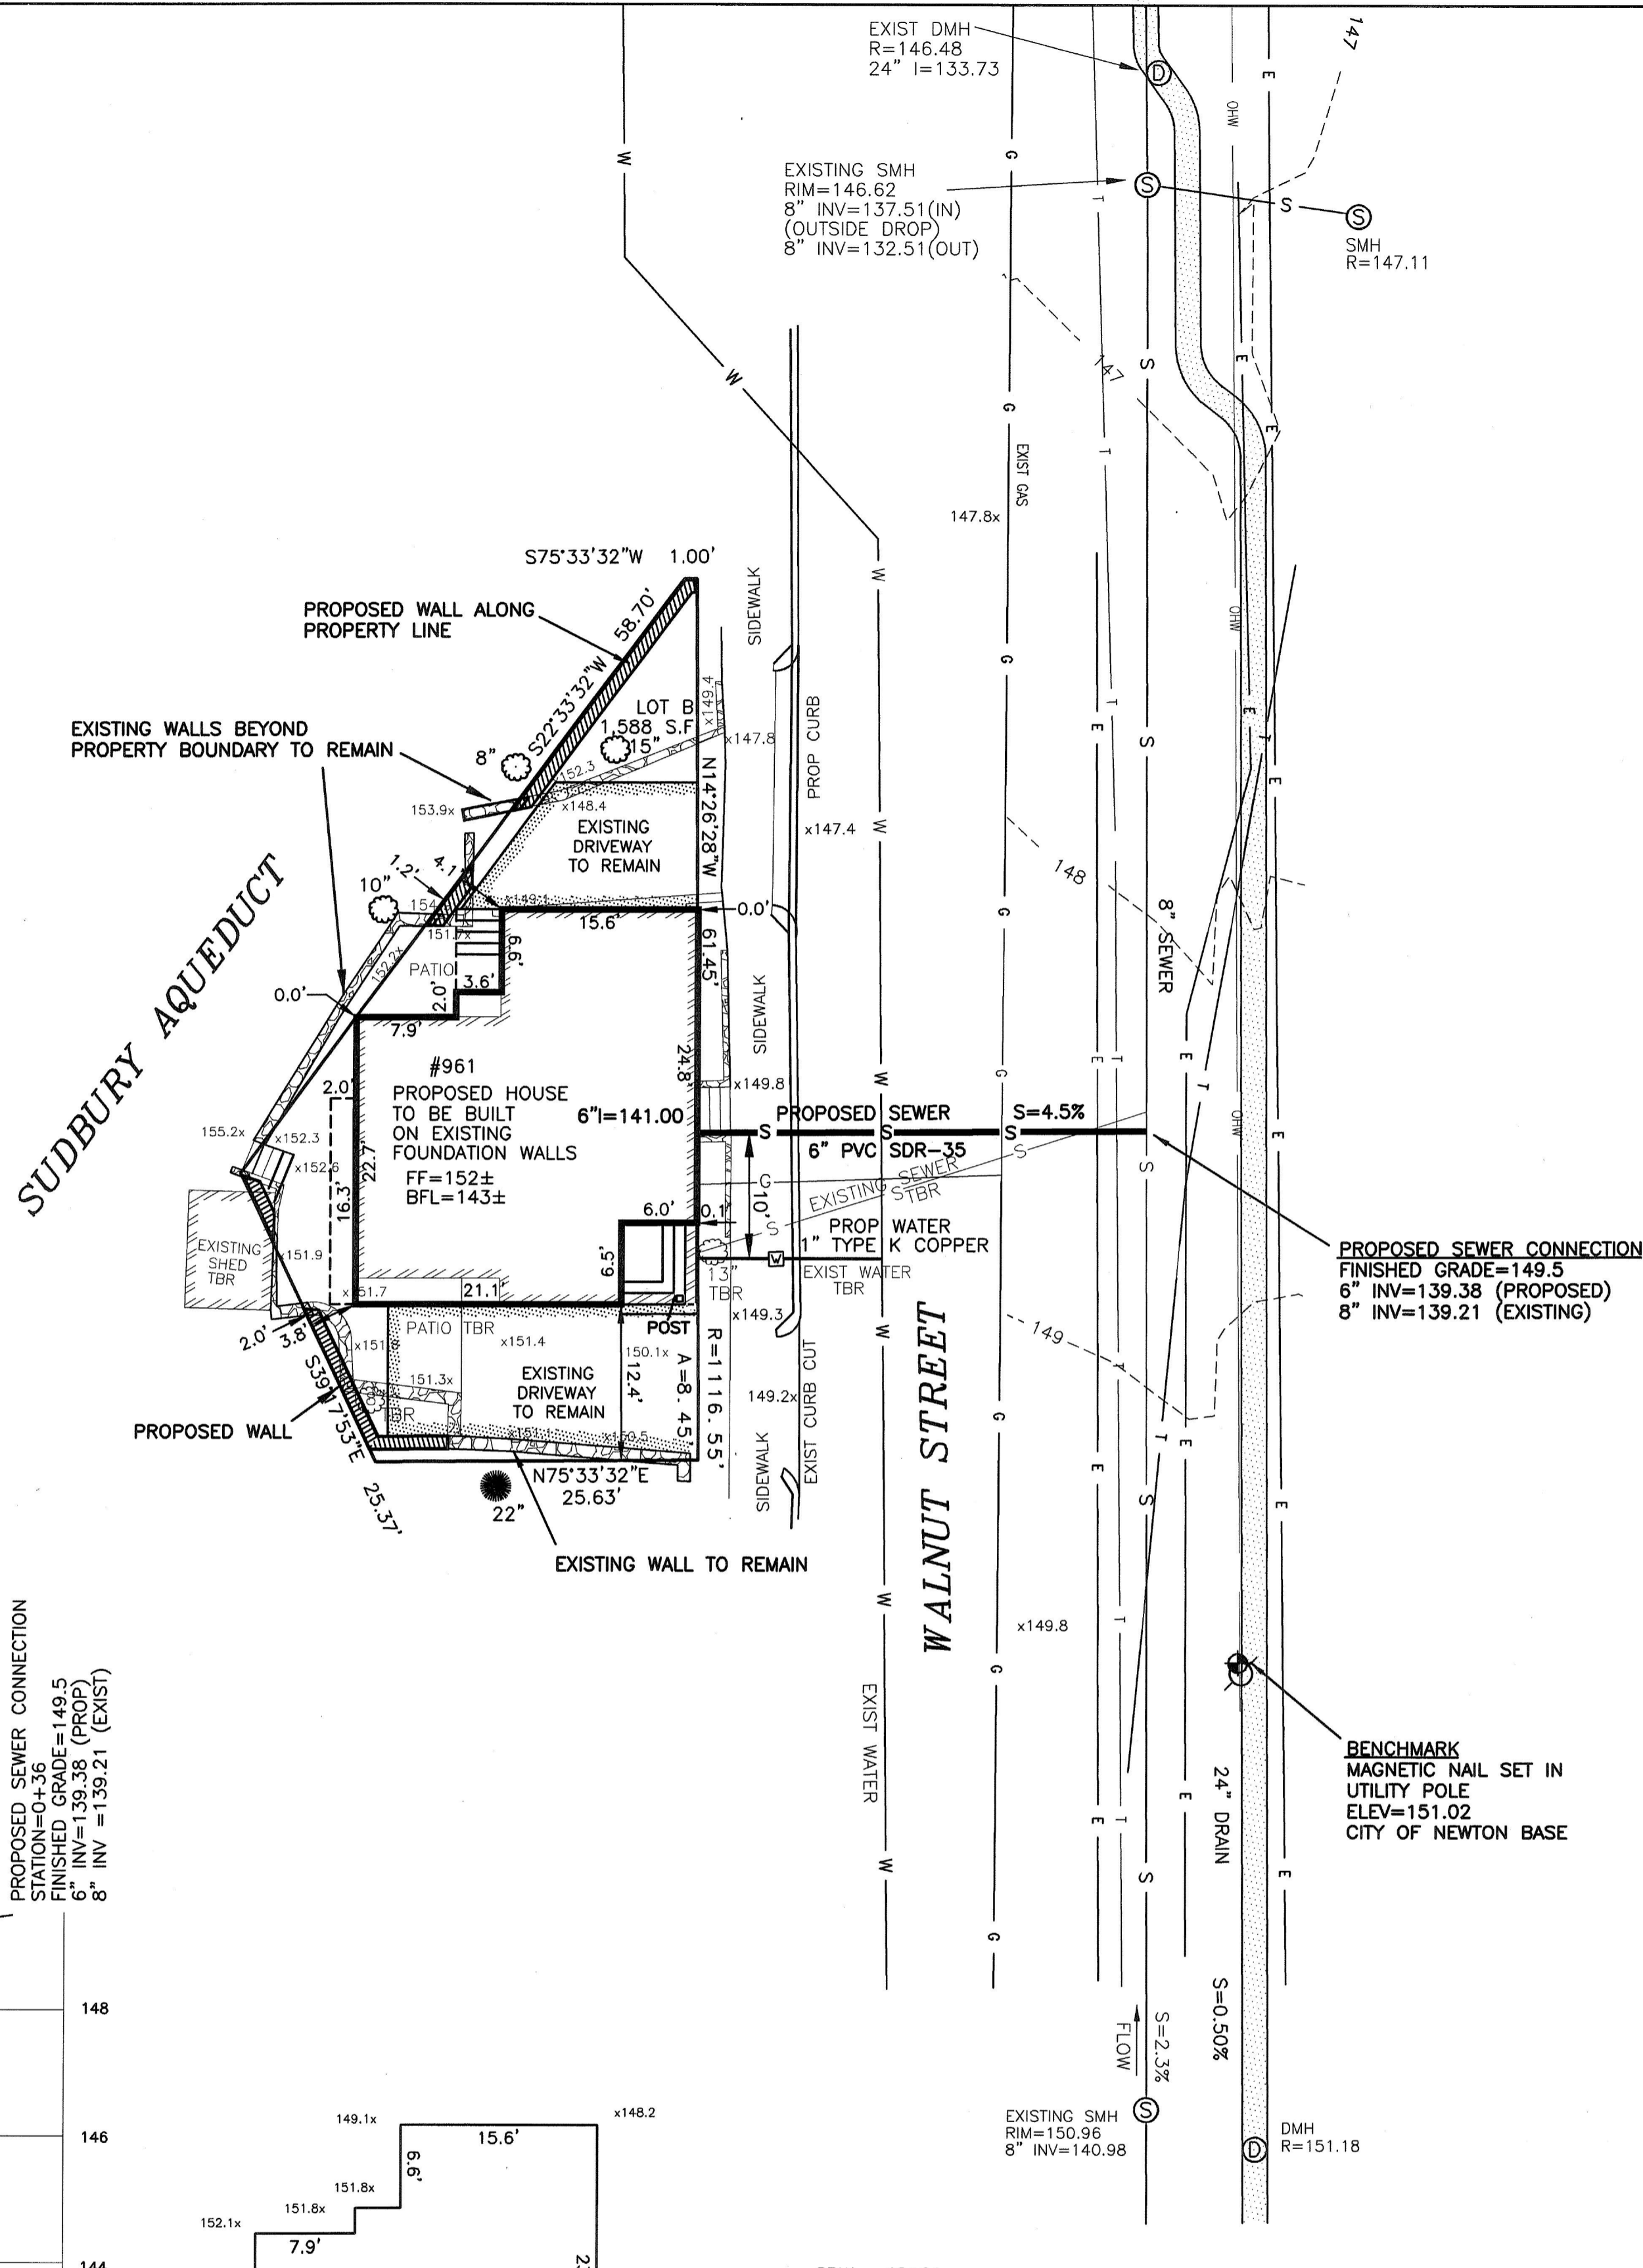 EXIST DMH
R=146.48
24" I=133.73
147
E
OHW
D
W
G
EXISTING SMH
RIM=146.62
8" INV=137.51(IN)
(OUTSIDE DROP)
8" INV=132.51(OUT)
S
S
S
SMH
R=147.11
T
147
S
E
W
G
EXIST GAS
T
E
147.8x
S75°33'32"W 1.00'
W
SIDEWALK
OHW
PROPOSED WALL ALONG
PROPERTY LINE
58.70'
S22°33'32"W
G
LOT B
1,588 S.F.
15"
x149.4
T
E
E
S
T
E
EXISTING WALLS BEYOND
PROPERTY BOUNDARY TO REMAIN
8"
x147.8
152.3
PROP CURB
153.9x
x148.4
EXISTING
DRIVEWAY
TO REMAIN
N14°26'28"W
x147.4
W
148
1.2'
4.1'
10"
154
x149.1
15.6'
0.0'
G
8" SEWER
151.7x
6.6'
61.45'
152.2x
PATIO
3.6'
2.0'
0.0'
7.9'
SIDEWALK
SUDBURY AQUEDUCT
#961
PROPOSED HOUSE
TO BE BUILT
ON EXISTING
FOUNDATION WALLS
FF=152±
BFL=143±
24.8'
x149.8
W
G
E
T
E
T
2.0'
6"I=141.00
PROPOSED SEWER S=4.5%
S
S
S
6" PVC SDR-35
OHW
E
155.2x
x152.3
x152.6
22.7'
16.3'
S
G
EXISTING SEWER
S TBR
S
10'
6.0'
0.1'
S
PROP WATER
1" TYPE K COPPER
W
EXIST WATER
TBR
EXISTING
SHED
TBR
x151.9
6.5'
13"
TBR
PROPOSED SEWER CONNECTION
FINISHED GRADE=149.5
6" INV=139.38 (PROPOSED)
8" INV=139.21 (EXISTING)
x151.7
21.1'
POST
x149.3
2.0'
3.8'
PATIO TBR
x151.4
150.1x
W
149
T
151.3x
EXISTING
DRIVEWAY
TO REMAIN
12.4'
A=8.45'
R=1116.55'
149.2x
EXIST CURB CUT
S39°17'53"E
TBR
PROPOSED WALL
T
E
G
SIDEWALK
E
S
E
25.37'
N75°33'32"E
25.63'
22"
EXISTING WALL TO REMAIN
W
WALNUT STREET
x149.8
G
T
EXIST WATER
BENCHMARK
MAGNETIC NAIL SET IN
UTILITY POLE
ELEV=151.02
CITY OF NEWTON BASE
24" DRAIN
E
T
E
S
E
W
G
PROPOSED SEWER CONNECTION
STATION=0+36
FINISHED GRADE=149.5
6" INV=139.38 (PROP)
8" INV =139.21 (EXIST)
S=0.50%
S=2.3%
FLOW
148
146
144
EXISTING SMH
RIM=150.96
8" INV=140.98
S
D
DMH
R=151.18
149.1x
x148.2
15.6'
6.6'
151.8x
151.8x
152.1x
7.9'